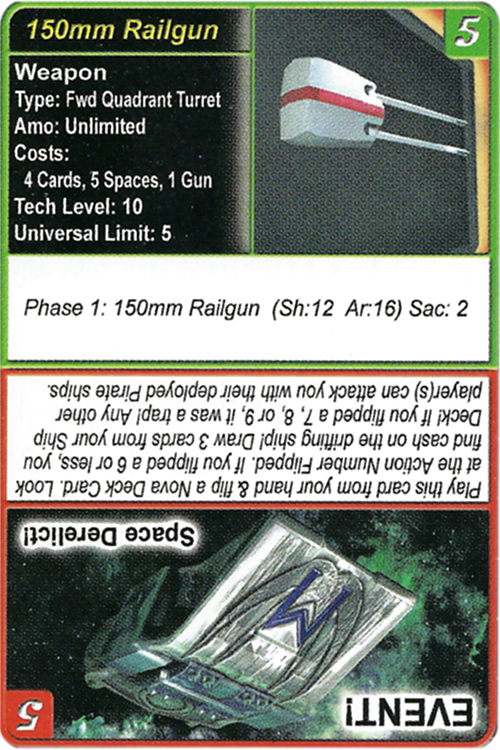 150mm Railgun
5
Weapon
Type: Fwd Quadrant Turret
Amo: Unlimited
Costs:
4 Cards, 5 Spaces, 1 Gun
Tech Level: 10
Universal Limit: 5
Phase 1: 150mm Railgun (Sh:12 Ar:16) Sac: 2
EVENT!
5
Space Derelict!
Play this card from your hand & flip a Nova Deck Card. Look
at the Action Number Flipped. If you flipped a 6 or less, you
find cash on the drifting ship! Draw 3 cards from your Ship
Deck! If you flipped a 7, 8, or 9, it was a trap! Any other
player(s) can attack you with their deployed Pirate ships.